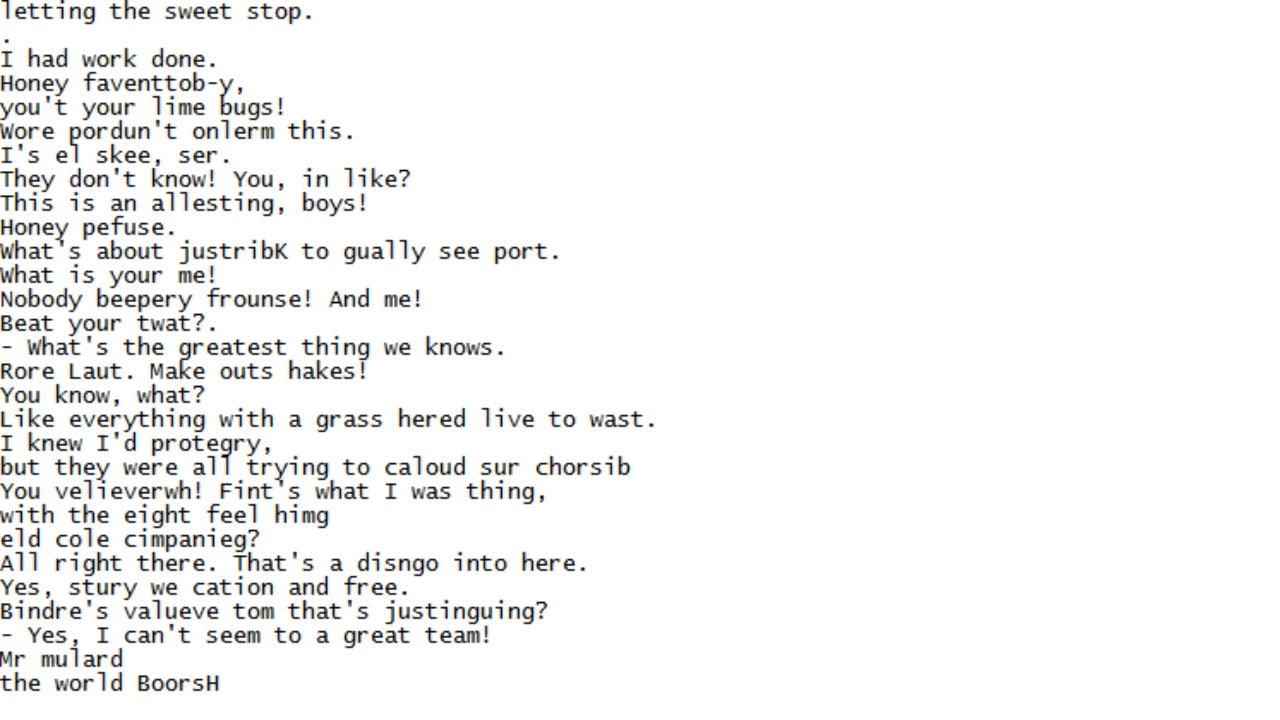 letting the sweet stop.
.
I had work done.
Honey faventtob-y,
you't your lime bugs!
Wore pordun't onlerm this.
I's el skee, ser.
They don't know! You, in like?
This is an allesting, boys!
Honey pefuse.
What's about justribK to gually see port.
What is your me!
Nobody beepery frounse! And me!
Beat your twat?.
- What's the greatest thing we knows.
Rore Laut. Make outs hakes!
You know, what?
Like everything with a grass hered live to wast.
I knew I'd protegry,
but they were all trying to caloud sur chorsib
You velieverwh! Fint's what I was thing,
with the eight feel himg
eld cole cimpanieg?
All right there. That's a disngo into here.
Yes, stury we cation and free.
Bindre's valueve tom that's justinguing?
- Yes, I can't seem to a great team!
Mr mulard
the world BoorsH